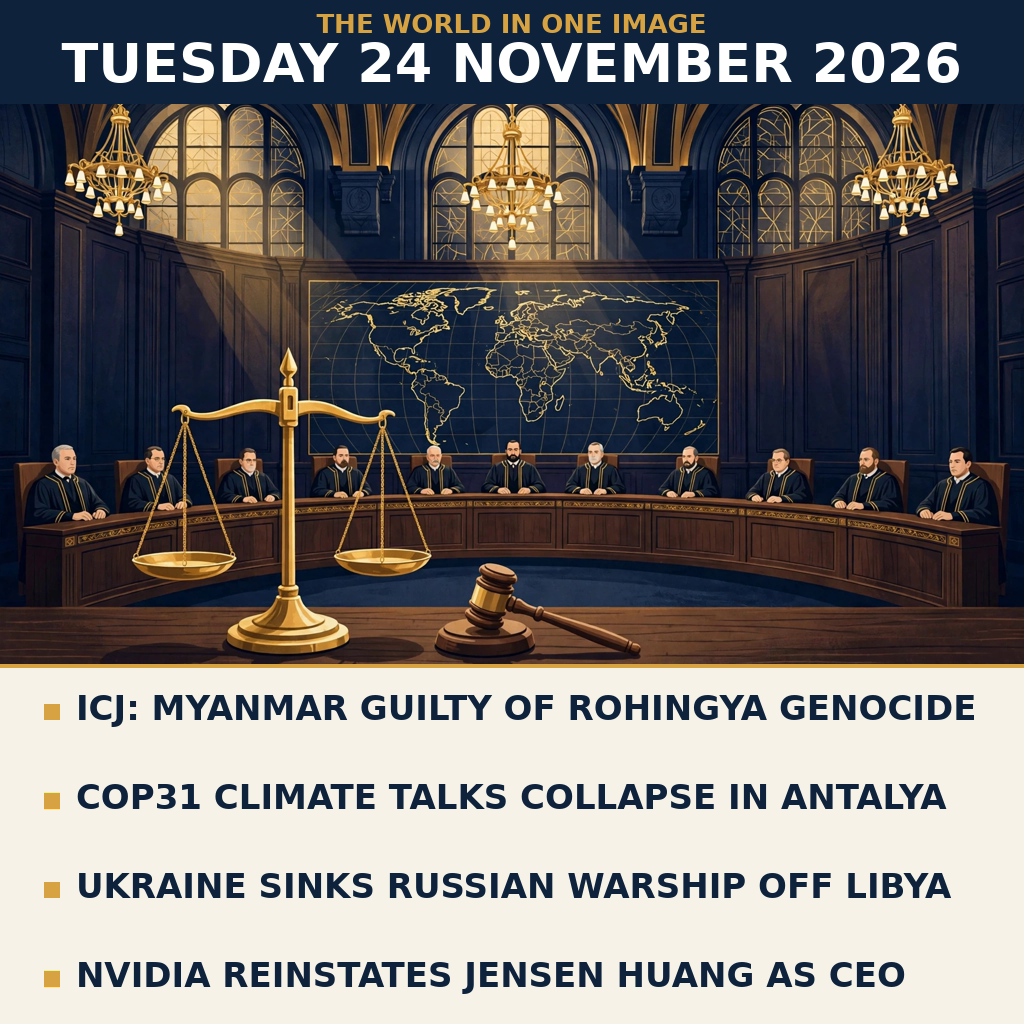 THE WORLD IN ONE IMAGE
TUESDAY 24 NOVEMBER 2026
ICJ: MYANMAR GUILTY OF ROHINGYA GENOCIDE
COP31 CLIMATE TALKS COLLAPSE IN ANTALYA
UKRAINE SINKS RUSSIAN WARSHIP OFF LIBYA
NVIDIA REINSTATES JENSEN HUANG AS CEO